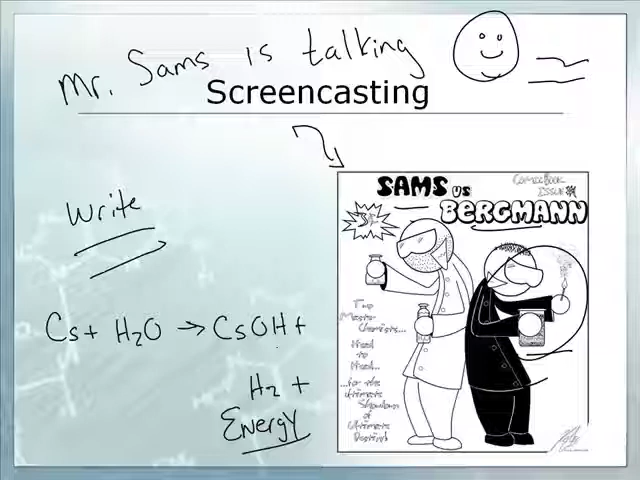 Mr. Sams is talking
Screencasting
SAMS vs
BERGMANN
COMIC BOOK
ISSUE #1
Write
Two
Master
Chemists...
Head
to
Head...
...for the
Ultimate
Showdown
of
Ultimate
Destiny!
Cs + H2O → CsOH +
H2 +
Energy